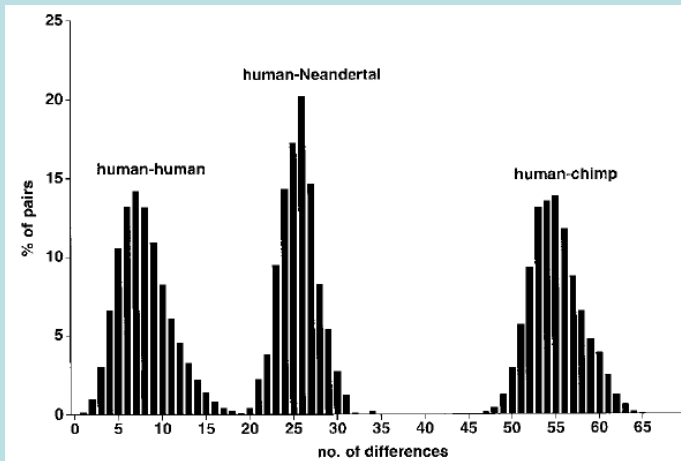 25
20
15
10
5
0
% of pairs
human-human
human-Neandertal
human-chimp
0 5 10 15 20 25 30 35 40 45 50 55 60 65
no. of differences